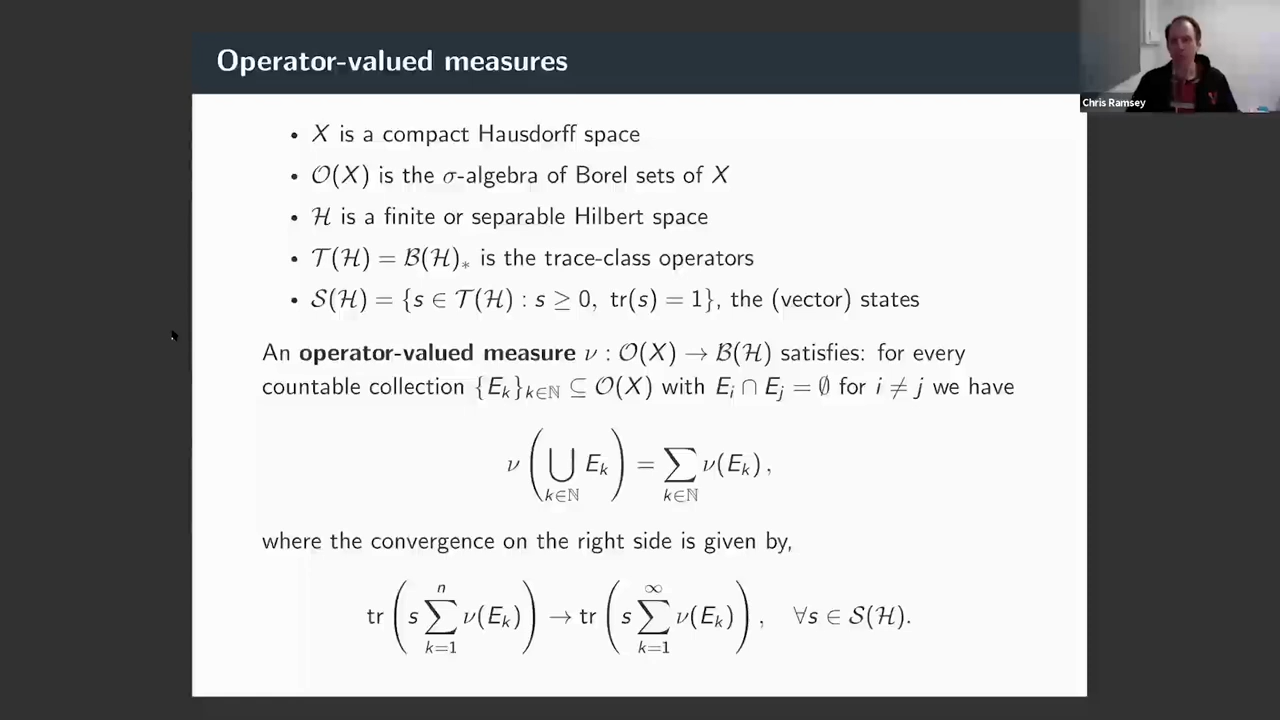 Operator-valued measures
Chris Ramsey
• X is a compact Hausdorff space
• 𝒪(X) is the σ-algebra of Borel sets of X
• ℋ is a finite or separable Hilbert space
• 𝒯(ℋ) = ℬ(ℋ)∗ is the trace-class operators
• 𝒮(ℋ) = {s ∈ 𝒯(ℋ) : s ≥ 0, tr(s) = 1}, the (vector) states
An operator-valued measure ν : 𝒪(X) → ℬ(ℋ) satisfies: for every
countable collection {E_k}_{k∈ℕ} ⊆ 𝒪(X) with E_i ∩ E_j = ∅ for i ≠ j we have
ν (⋃_{k∈ℕ} E_k) = ∑_{k∈ℕ} ν(E_k) ,
where the convergence on the right side is given by,
tr (s ∑_{k=1}^{n} ν(E_k)) → tr (s ∑_{k=1}^{∞} ν(E_k)) , ∀s ∈ 𝒮(ℋ).